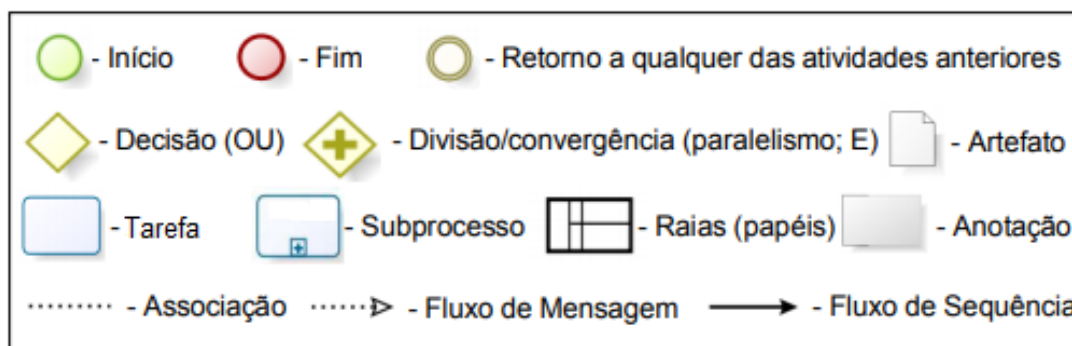 - Início - Fim - Retorno a qualquer das atividades anteriores
- Decisão (OU) - Divisão/convergência (paralelismo; E) - Artefato
- Tarefa - Subprocesso - Raias (papéis) - Anotação
- Associação - Fluxo de Mensagem - Fluxo de Sequência